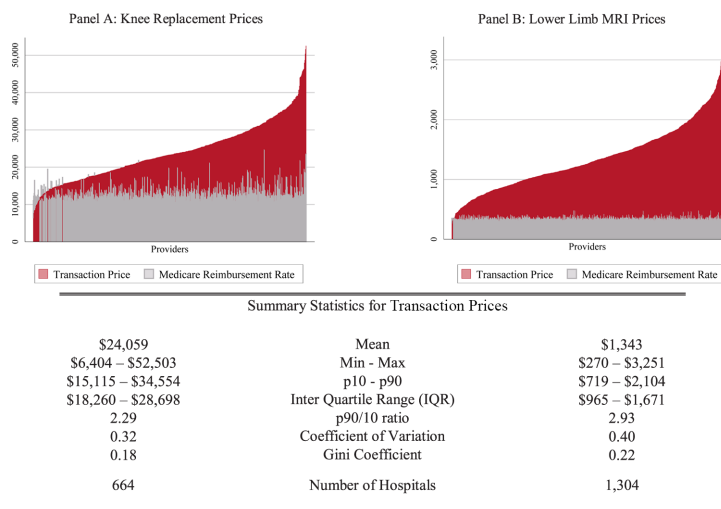 Panel A: Knee Replacement Prices
Panel B: Lower Limb MRI Prices
50,000
40,000
30,000
20,000
10,000
0
3,000
2,000
1,000
0
Providers
Providers
Transaction Price Medicare Reimbursement Rate
Transaction Price Medicare Reimbursement Rate
Summary Statistics for Transaction Prices
$24,059 Mean $1,343
$6,404 – $52,503 Min - Max $270 – $3,251
$15,115 – $34,554 p10 - p90 $719 – $2,104
$18,260 – $28,698 Inter Quartile Range (IQR) $965 – $1,671
2.29 p90/10 ratio 2.93
0.32 Coefficient of Variation 0.40
0.18 Gini Coefficient 0.22
664 Number of Hospitals 1,304